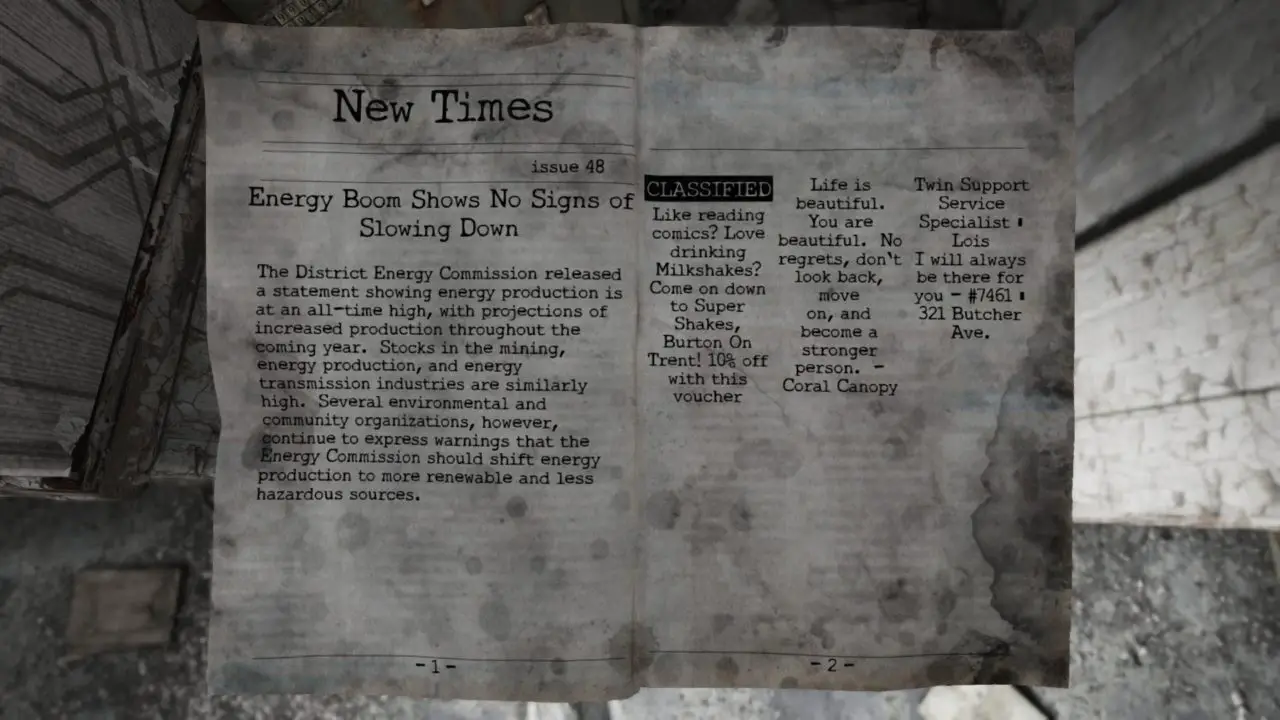 New Times
issue 48
Energy Boom Shows No Signs of
Slowing Down
The District Energy Commission released
a statement showing energy production is
at an all-time high, with projections of
increased production throughout the
coming year. Stocks in the mining,
energy production, and energy
transmission industries are similarly
high. Several environmental and
community organizations, however,
continue to express warnings that the
Energy Commission should shift energy
production to more renewable and less
hazardous sources.
-1-
CLASSIFIED
Like reading
comics? Love
drinking
Milkshakes?
Come on down
to Super
Shakes,
Burton On
Trent! 10% off
with this
voucher
Life is
beautiful.
You are
beautiful. No
regrets, don't
look back,
move
on, and
become a
stronger
person. -
Coral Canopy
Twin Support
Service
Specialist ▮
Lois
I will always
be there for
you - #7461 ▮
321 Butcher
Ave.
-2-